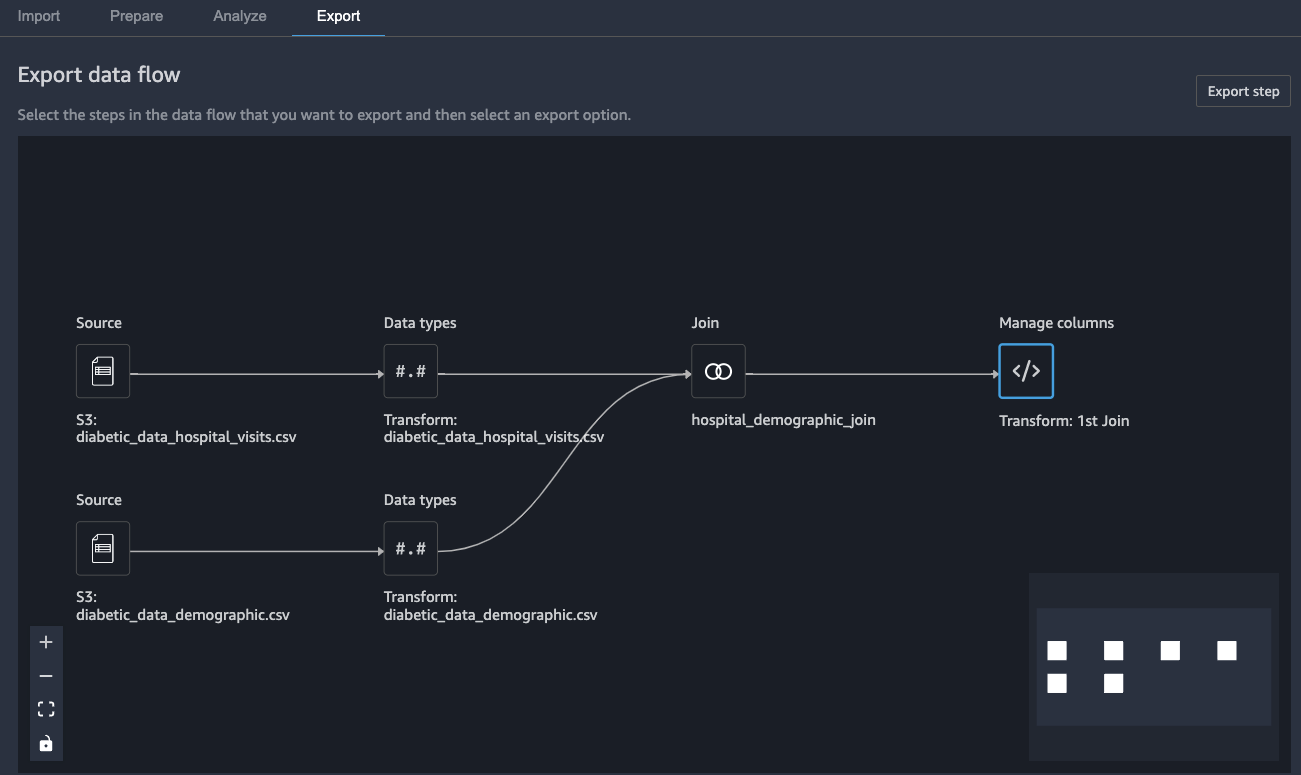 Import
Prepare
Analyze
Export
Export data flow
Export step
Select the steps in the data flow that you want to export and then select an export option.
Source
Data types
Join
Manage columns
#.#
</>
S3:
diabetic_data_hospital_visits.csv
Transform:
diabetic_data_hospital_visits.csv
hospital_demographic_join
Transform: 1st Join
Source
Data types
#.#
S3:
diabetic_data_demographic.csv
Transform:
diabetic_data_demographic.csv